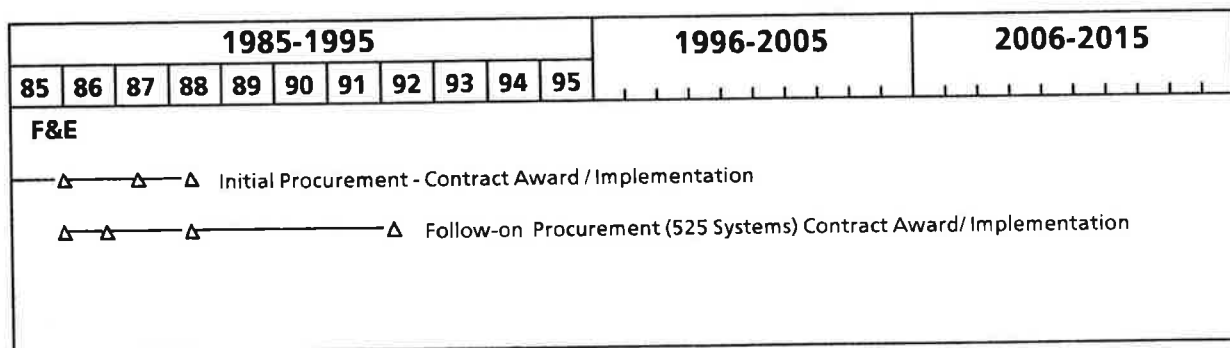 1985-1995 1996-2005 2006-2015
85 86 87 88 89 90 91 92 93 94 95
F&E
Initial Procurement - Contract Award / Implementation
Follow-on Procurement (525 Systems) Contract Award/ Implementation